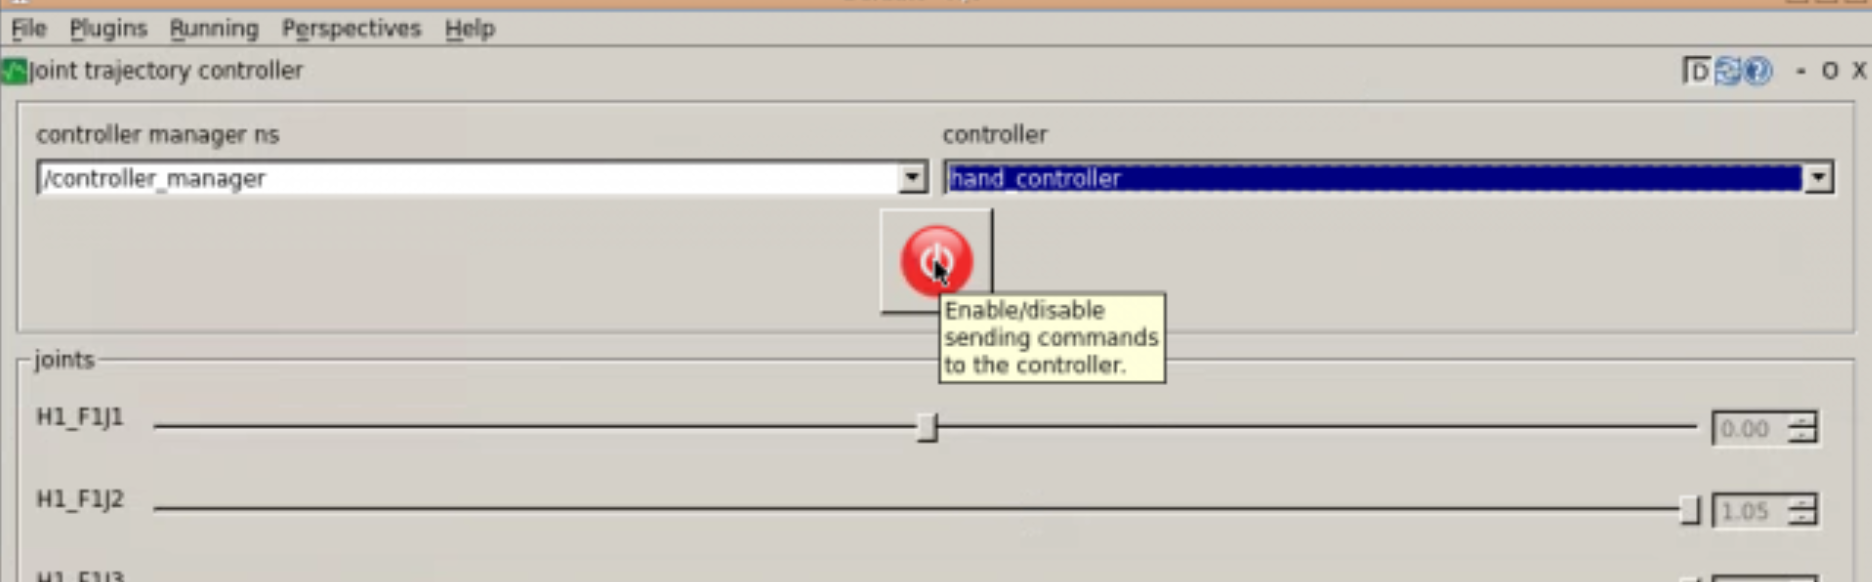 File Plugins Running Perspectives Help
Joint trajectory controller D - O X
controller manager ns controller
/controller_manager hand_controller
Enable/disable
sending commands
to the controller.
joints
H1_F1J1 0.00
H1_F1J2 1.05
H1_F1J3